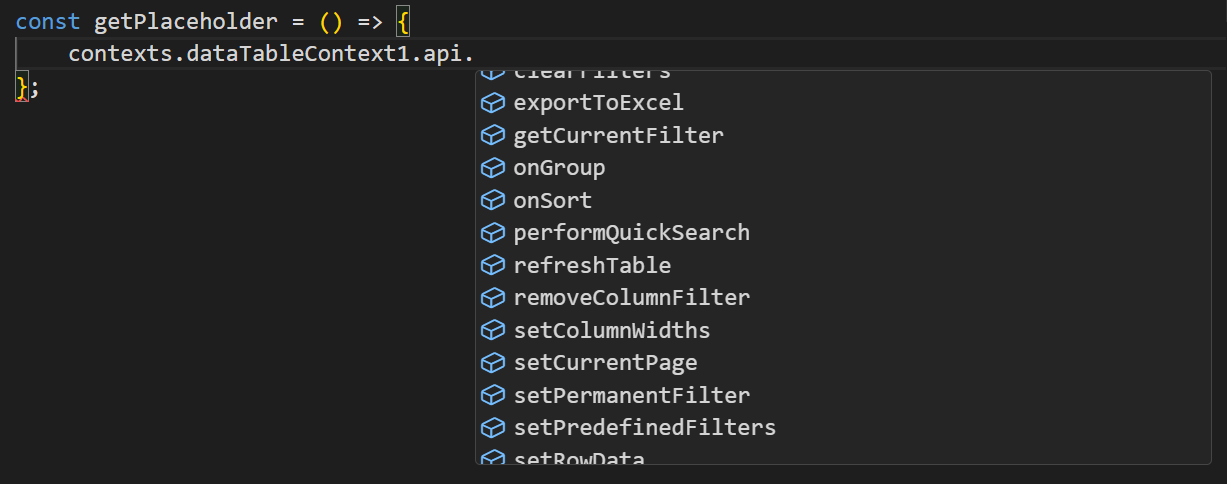 const getPlaceholder = () => {
contexts.dataTableContext1.api.
};
clearFilters
exportToExcel
getCurrentFilter
onGroup
onSort
performQuickSearch
refreshTable
removeColumnFilter
setColumnWidths
setCurrentPage
setPermanentFilter
setPredefinedFilters
setRowData